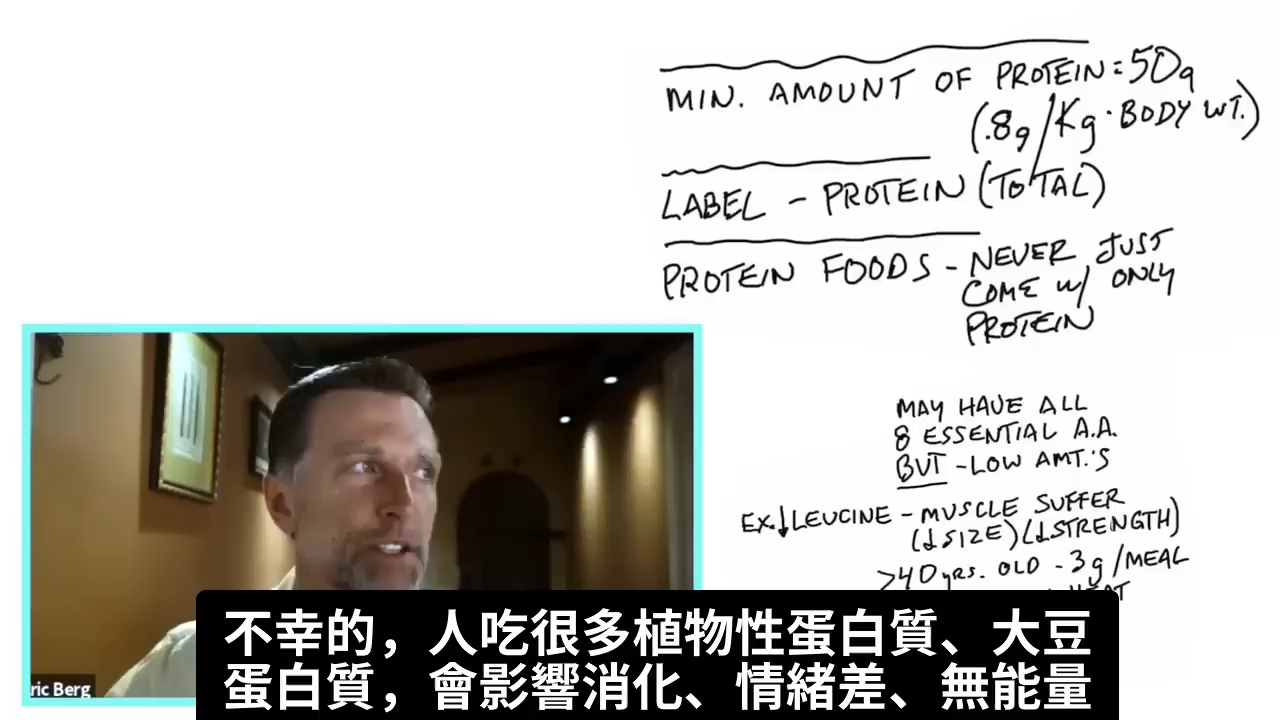 MIN. AMOUNT OF PROTEIN = 50g
(.8g/Kg · BODY WT.)
LABEL - PROTEIN (TOTAL)
PROTEIN FOODS - NEVER JUST
COME W/ ONLY
PROTEIN
MAY HAVE ALL
8 ESSENTIAL A.A.
BUT - LOW AMT.'S
EX. ↓ LEUCINE - MUSCLE SUFFER
(↓ SIZE) (↓ STRENGTH)
>40 yrs. OLD - 3g/MEAL
ric Berg
不幸的，人吃很多植物性蛋白質、大豆
蛋白質，會影響消化、情緒差、無能量